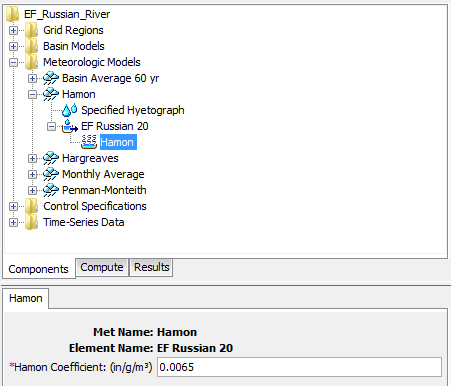 EF_Russian_River
Grid Regions
Basin Models
Meteorologic Models
Basin Average 60 yr
Hamon
Specified Hyetograph
EF Russian 20
Hamon
Hargreaves
Monthly Average
Penman-Monteith
Control Specifications
Time-Series Data
Components Compute Results
Hamon
Met Name: Hamon
Element Name: EF Russian 20
*Hamon Coefficient: (in/g/m³) 0.0065